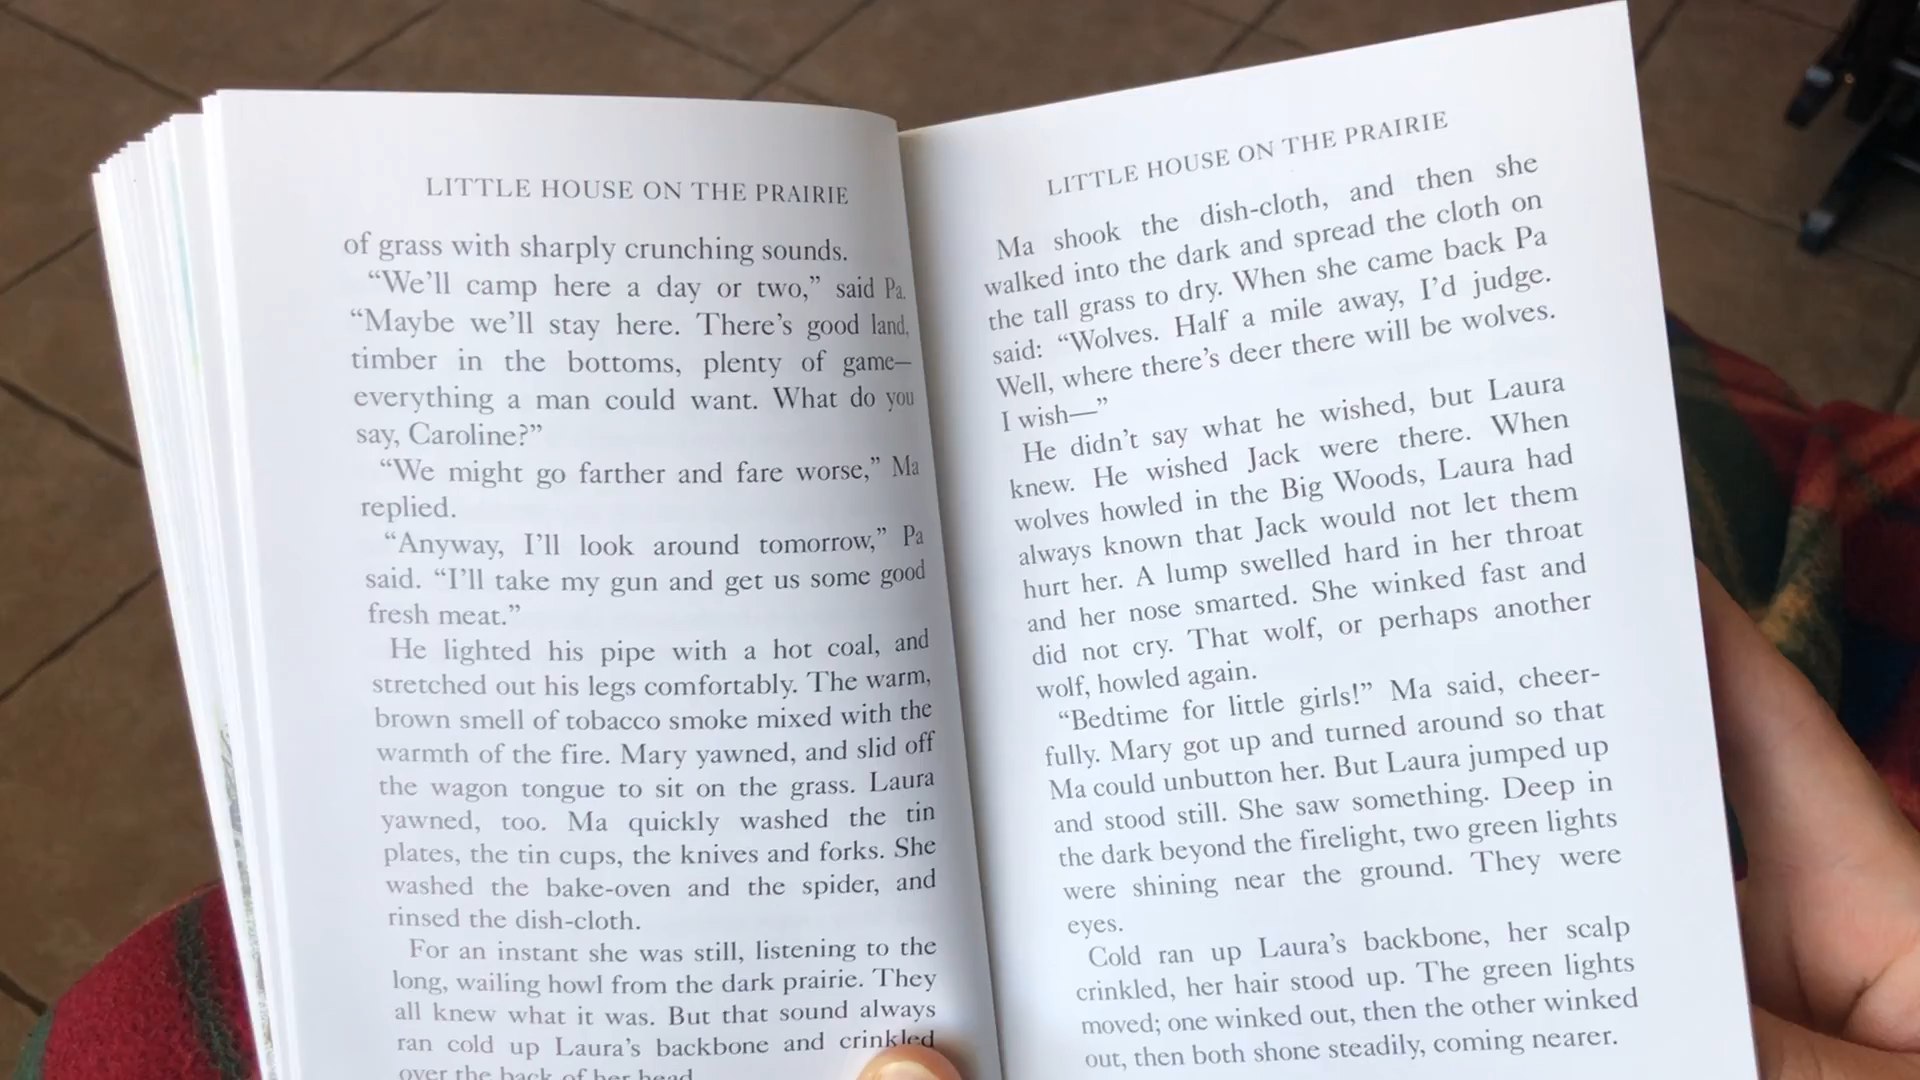 LITTLE HOUSE ON THE PRAIRIE
of grass with sharply crunching sounds.
“We’ll camp here a day or two,” said Pa.
“Maybe we’ll stay here. There’s good land,
timber in the bottoms, plenty of game—
everything a man could want. What do you
say, Caroline?”
“We might go farther and fare worse,” Ma
replied.
“Anyway, I’ll look around tomorrow,” Pa
said. “I’ll take my gun and get us some good
fresh meat.”
He lighted his pipe with a hot coal, and
stretched out his legs comfortably. The warm,
brown smell of tobacco smoke mixed with the
warmth of the fire. Mary yawned, and slid off
the wagon tongue to sit on the grass. Laura
yawned, too. Ma quickly washed the tin
plates, the tin cups, the knives and forks. She
washed the bake-oven and the spider, and
rinsed the dish-cloth.
For an instant she was still, listening to the
long, wailing howl from the dark prairie. They
all knew what it was. But that sound always
ran cold up Laura’s backbone and crinkled
over the back of her head.
LITTLE HOUSE ON THE PRAIRIE
Ma shook the dish-cloth, and then she
walked into the dark and spread the cloth on
the tall grass to dry. When she came back Pa
said: “Wolves. Half a mile away, I’d judge.
Well, where there’s deer there will be wolves.
I wish—”
He didn’t say what he wished, but Laura
knew. He wished Jack were there. When
wolves howled in the Big Woods, Laura had
always known that Jack would not let them
hurt her. A lump swelled hard in her throat
and her nose smarted. She winked fast and
did not cry. That wolf, or perhaps another
wolf, howled again.
“Bedtime for little girls!” Ma said, cheer-
fully. Mary got up and turned around so that
Ma could unbutton her. But Laura jumped up
and stood still. She saw something. Deep in
the dark beyond the firelight, two green lights
were shining near the ground. They were
eyes.
Cold ran up Laura’s backbone, her scalp
crinkled, her hair stood up. The green lights
moved; one winked out, then the other winked
out, then both shone steadily, coming nearer.